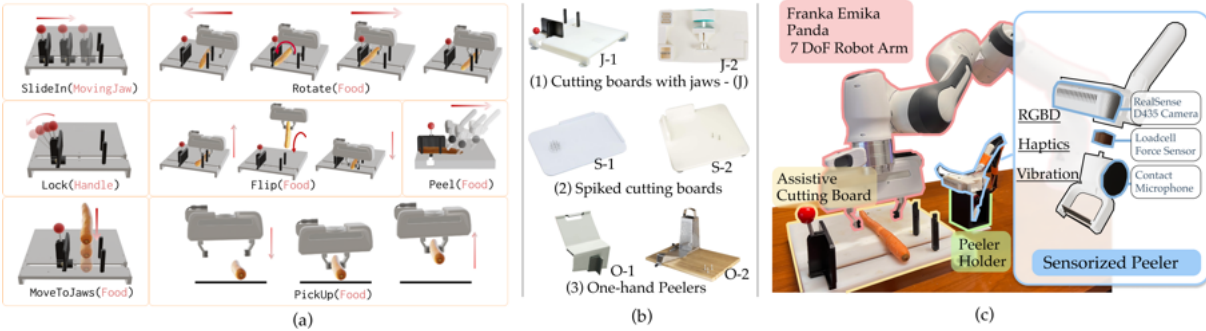 SlideIn(MovingJaw)
Rotate(Food)
Lock(Handle)
Flip(Food)
Peel(Food)
MoveToJaws(Food)
PickUp(Food)
(a)
J-1
J-2
(1) Cutting boards with jaws - (J)
S-1
S-2
(2) Spiked cutting boards
O-1
O-2
(3) One-hand Peelers
(b)
Franka Emika
Panda
7 DoF Robot Arm
Assistive
Cutting Board
Peeler
Holder
RGBD
Haptics
Vibration
RealSense
D435 Camera
Loadcell
Force Sensor
Contact
Microphone
Sensorized Peeler
(c)